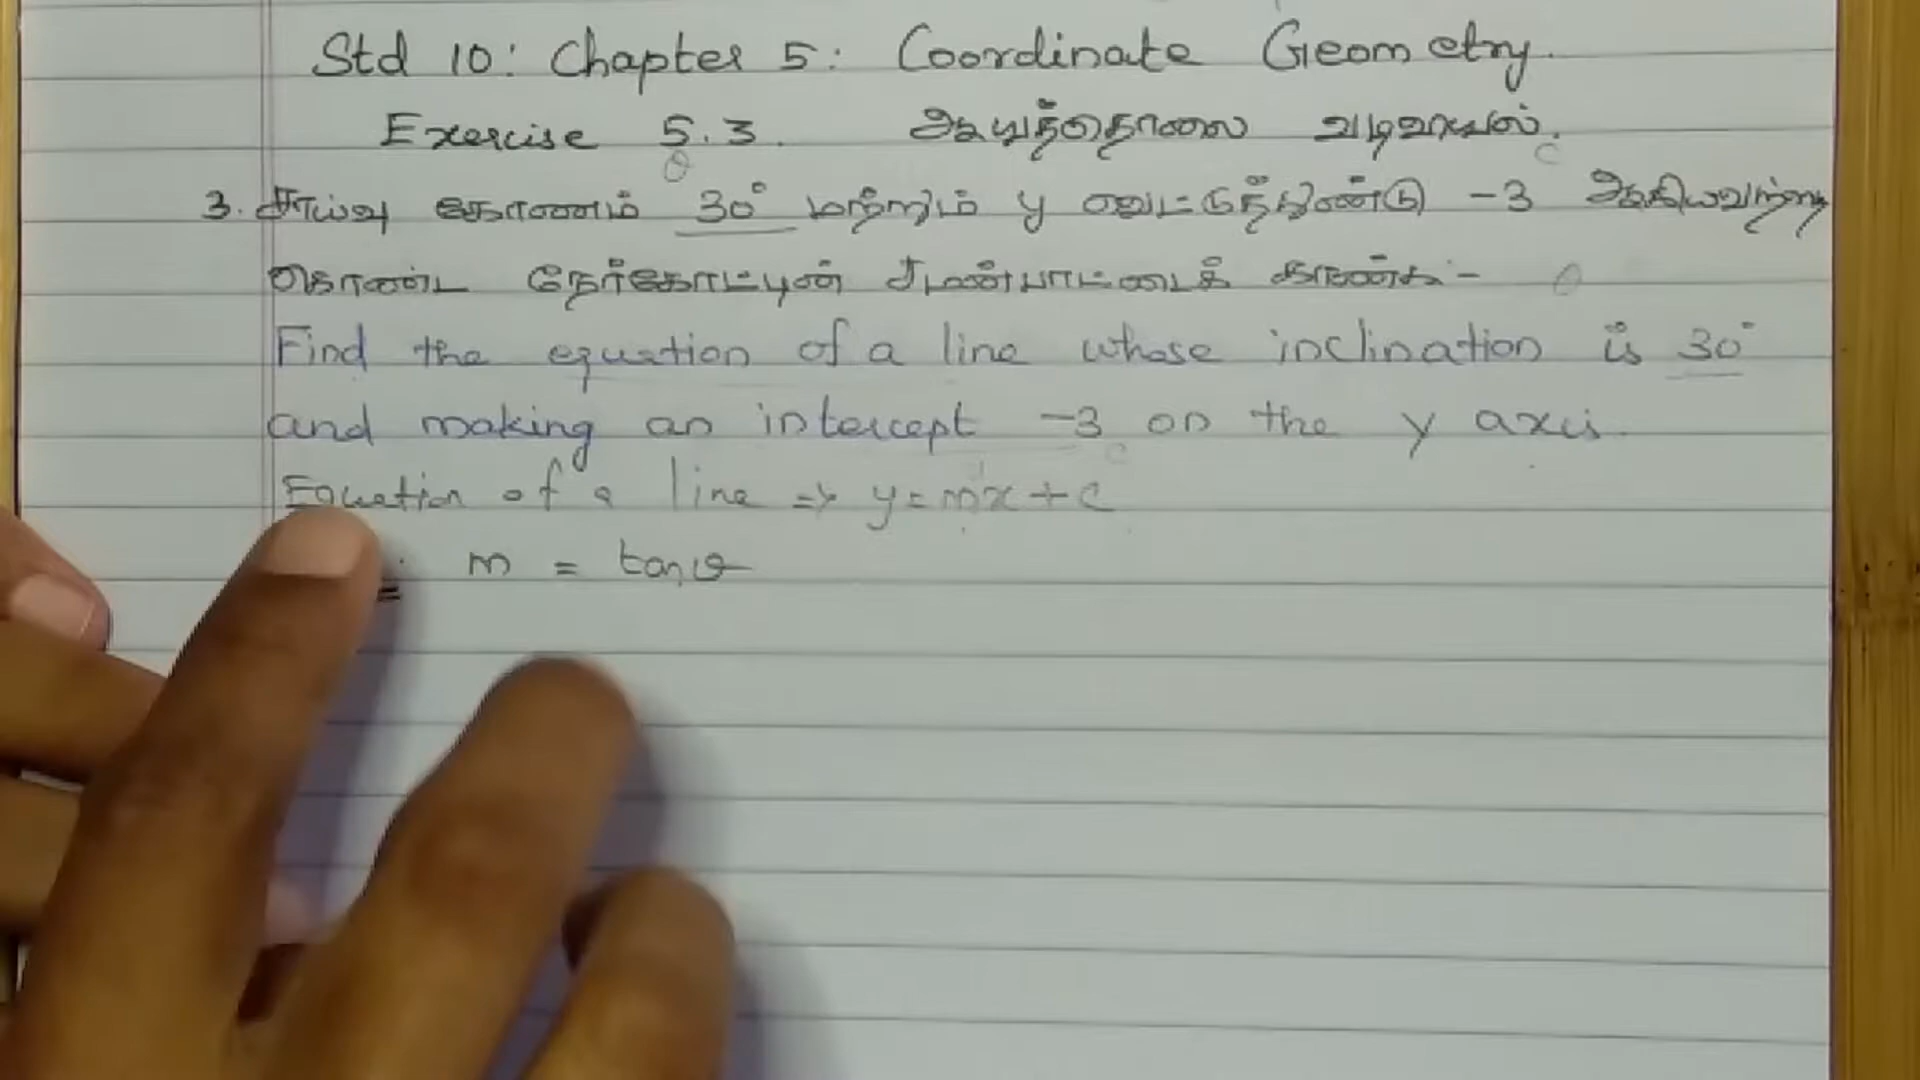 Std 10: Chapter 5: Coordinate Geometry.
Exercise 5.3. ஆயத்தொலை வடிவியல்.
θ c
3. சாய்வு கோணம் 30° மற்றும் y வெட்டுத்துண்டு -3 ஆகியவற்றை
கொண்ட நேர்கோட்டின் சமன்பாட்டைக் காண்க:-
Find the equation of a line whose inclination is 30°
and making an intercept -3 on the y axis.
c
Equation of a line => y=mx+c
m = tanθ